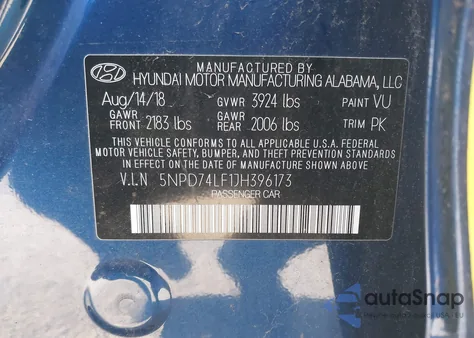 MANUFACTURED BY
HYUNDAI MOTOR MANUFACTURING ALABAMA, LLC
Aug/14/18 GVWR 3924 lbs PAINT VU
GAWR FRONT 2183 lbs GAWR REAR 2006 lbs TRIM PK
THIS VEHICLE CONFORMS TO ALL APPLICABLE U.S. FEDERAL
MOTOR VEHICLE SAFETY, BUMPER, AND THEFT PREVENTION STANDARDS
IN EFFECT ON THE DATE OF MANUFACTURE SHOWN ABOVE.
V.I.N 5NPD74LF1JH396173
PASSENGER CAR
autoSnap